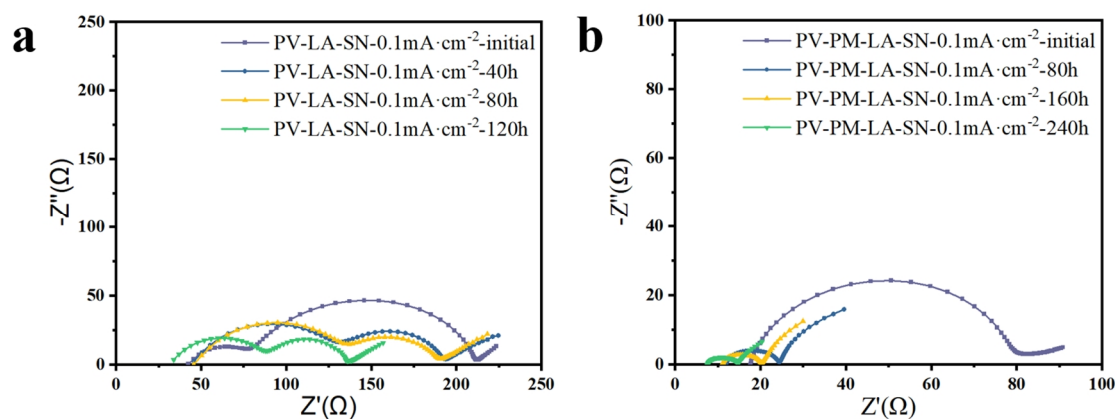 a
250
200
150
100
50
0
0
50
100
150
200
250
-Z''(Ω)
Z'(Ω)
PV-LA-SN-0.1mA·cm⁻²-initial
PV-LA-SN-0.1mA·cm⁻²-40h
PV-LA-SN-0.1mA·cm⁻²-80h
PV-LA-SN-0.1mA·cm⁻²-120h
b
100
80
60
40
20
0
0
20
40
60
80
100
-Z''(Ω)
Z'(Ω)
PV-PM-LA-SN-0.1mA·cm⁻²-initial
PV-PM-LA-SN-0.1mA·cm⁻²-80h
PV-PM-LA-SN-0.1mA·cm⁻²-160h
PV-PM-LA-SN-0.1mA·cm⁻²-240h